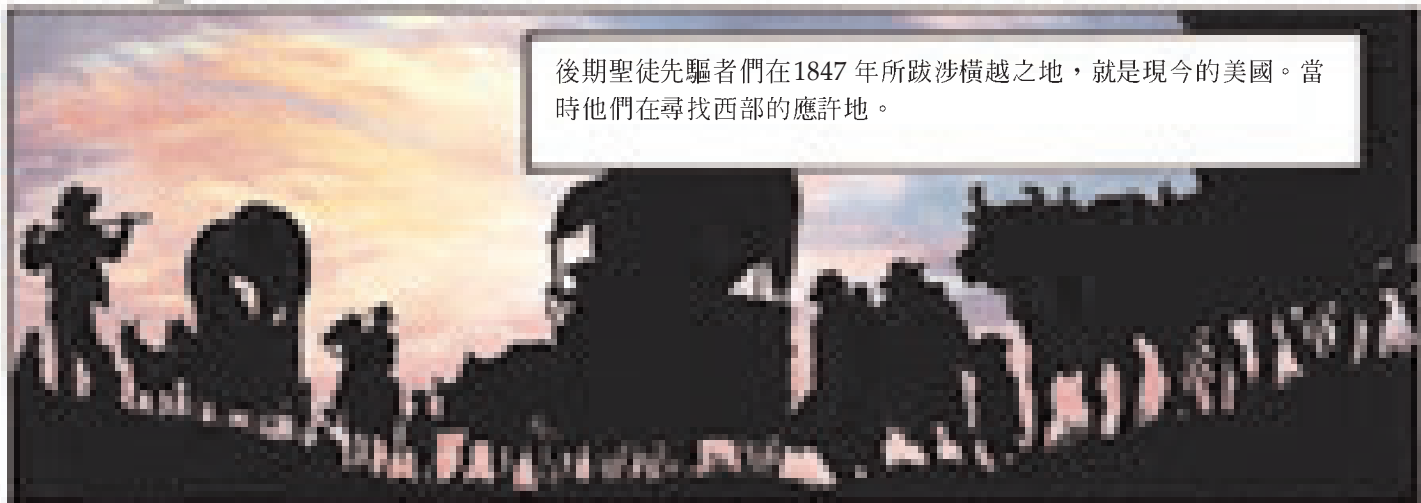 後期聖徒先驅者們在1847 年所跋涉橫越之地，就是現今的美國。當
時他們在尋找西部的應許地。